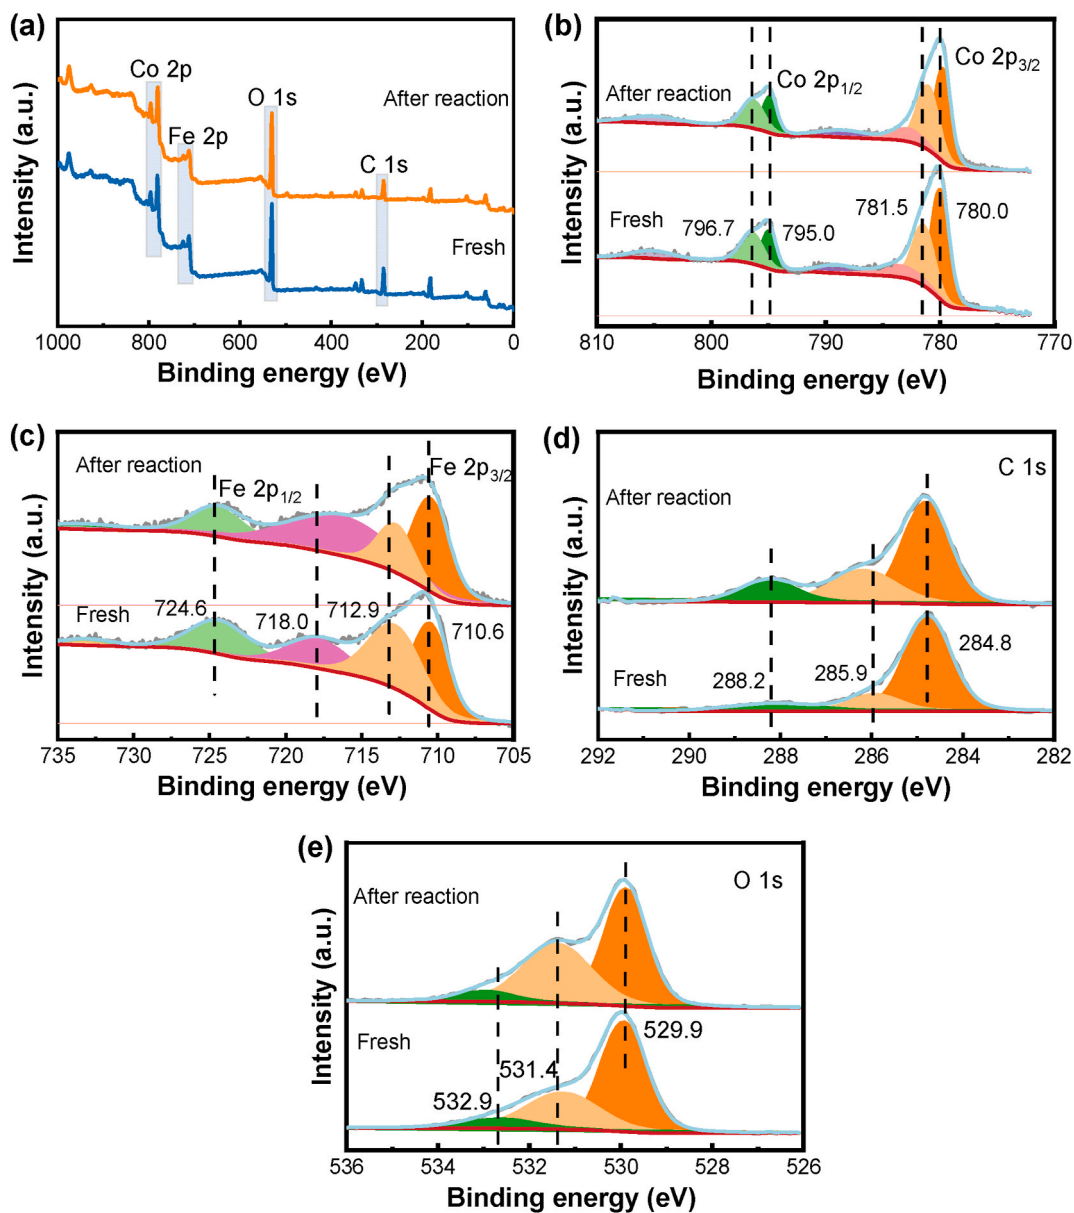 (a)
Co 2p
Fe 2p
O 1s
C 1s
After reaction
Fresh
Intensity (a.u.)
1000 800 600 400 200 0
Binding energy (eV)
(b)
After reaction
Co 2p1/2
Co 2p3/2
Fresh
796.7
795.0
781.5
780.0
Intensity (a.u.)
810 800 790 780 770
Binding energy (eV)
(c)
After reaction
Fe 2p1/2
Fe 2p3/2
Fresh
724.6
718.0
712.9
710.6
Intensity (a.u.)
735 730 725 720 715 710 705
Binding energy (eV)
(d)
C 1s
After reaction
Fresh
288.2
285.9
284.8
Intensity (a.u.)
292 290 288 286 284 282
Binding energy (eV)
(e)
O 1s
After reaction
Fresh
532.9
531.4
529.9
Intensity (a.u.)
536 534 532 530 528 526
Binding energy (eV)